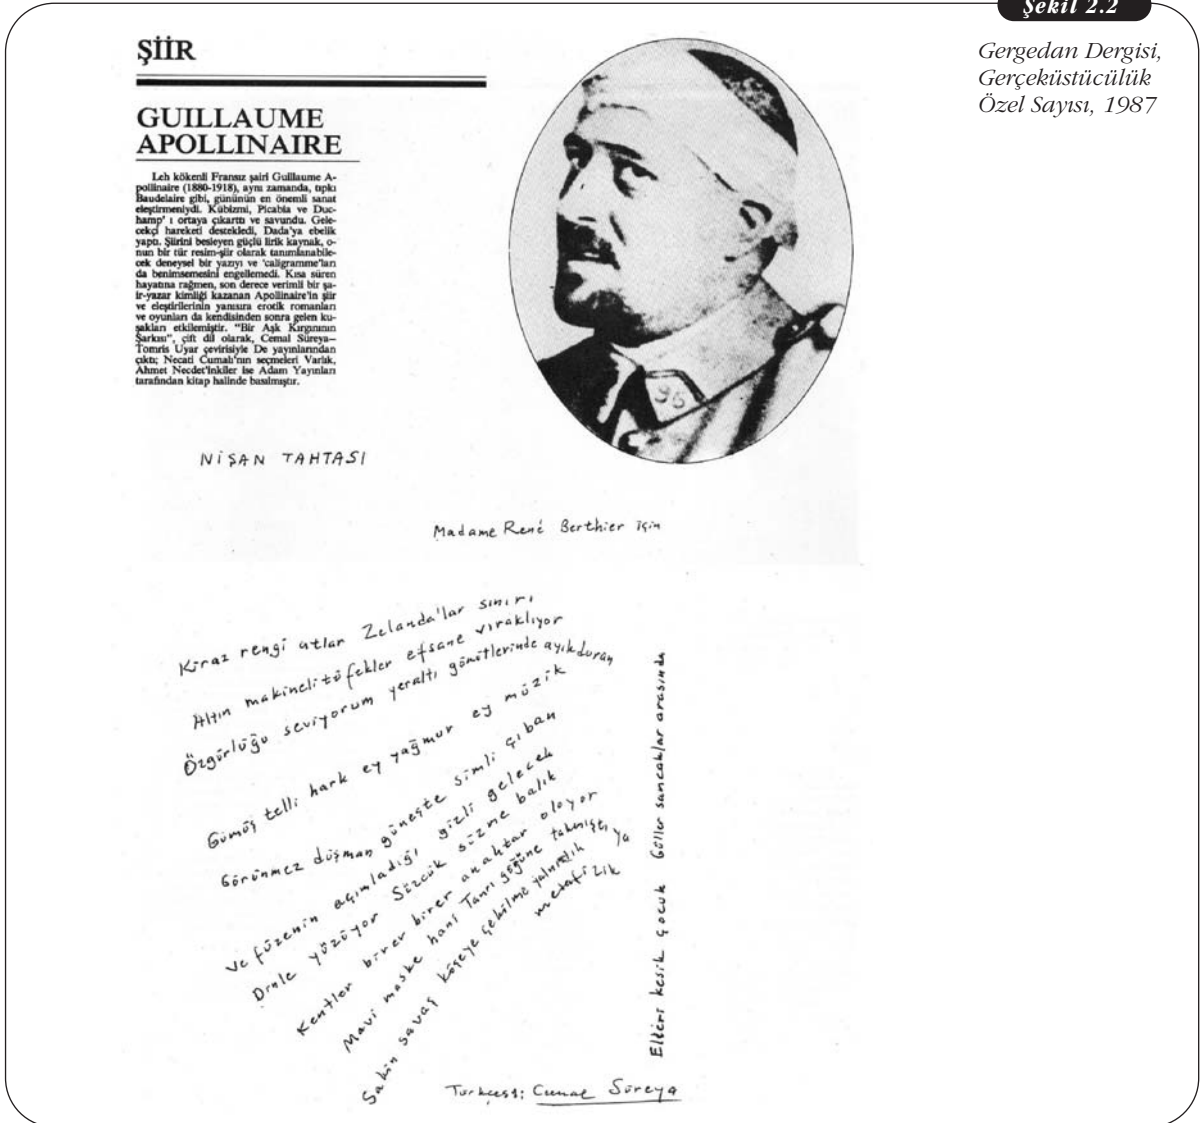 Şekil 2.2
Gergedan Dergisi,
Gerçeküstücülük
Özel Sayısı, 1987
ŞİİR
GUILLAUME
APOLLINAIRE
Leh kökenli Fransız şairi Guillaume A-
pollinaire (1880-1918), aynı zamanda, tıpkı
Baudelaire gibi, gününün en önemli sanat
eleştirmeniydi. Kübizmi, Picabia ve Duc-
hamp' ı ortaya çıkarttı ve savundu. Gele-
cekçi hareketi destekledi, Dada'ya ebelik
yaptı. Şiirini besleyen güçlü lirik kaynak, o-
nun bir tür resim-şiir olarak tanımlanabile-
cek deneysel bir yazıyı ve 'caligramme'ları
da benimsemesini engellemedi. Kısa süren
hayatına rağmen, son derece verimli bir şa-
ir-yazar kimliği kazanan Apollinaire'in şiir
ve eleştirilerinin yanısıra erotik romanları
ve oyunları da kendisinden sonra gelen ku-
şakları etkilemiştir. "Bir Aşk Kırgınının
Şarkısı", çift dil olarak, Cemal Süreya–
Tomris Uyar çevirisiyle De yayınlarından
çıktı; Necati Cumalı'nın seçmeleri Varlık,
Ahmet Necdet'inkiler ise Adam Yayınları
tarafından kitap halinde basılmıştır.
96
NİŞAN TAHTASI
Madame René Berthier için
Kiraz rengi atlar Zelanda'lar sınırı
Altın makineli tüfekler efsane vıraklıyor
Özgürlüğü seviyorum yeraltı gömütlerinde ayık duran
Gümüş telli hark ey yağmur ey müzik
Görünmez düşman güneşte simli çıban
Ve füzenin açımladığı gizli gelecek
Dinle yüzüyor Sözcük süzme balık
Kentler birer birer anahtar oluyor
Mavi maske hani Tanrı göğüne takmıştı ya
Sakin savaş köşeye çekilme yalnızlık
metafizik
Elleri kesik çocuk Güller sancaklar arasında
Türkçesi: Cemal Süreya